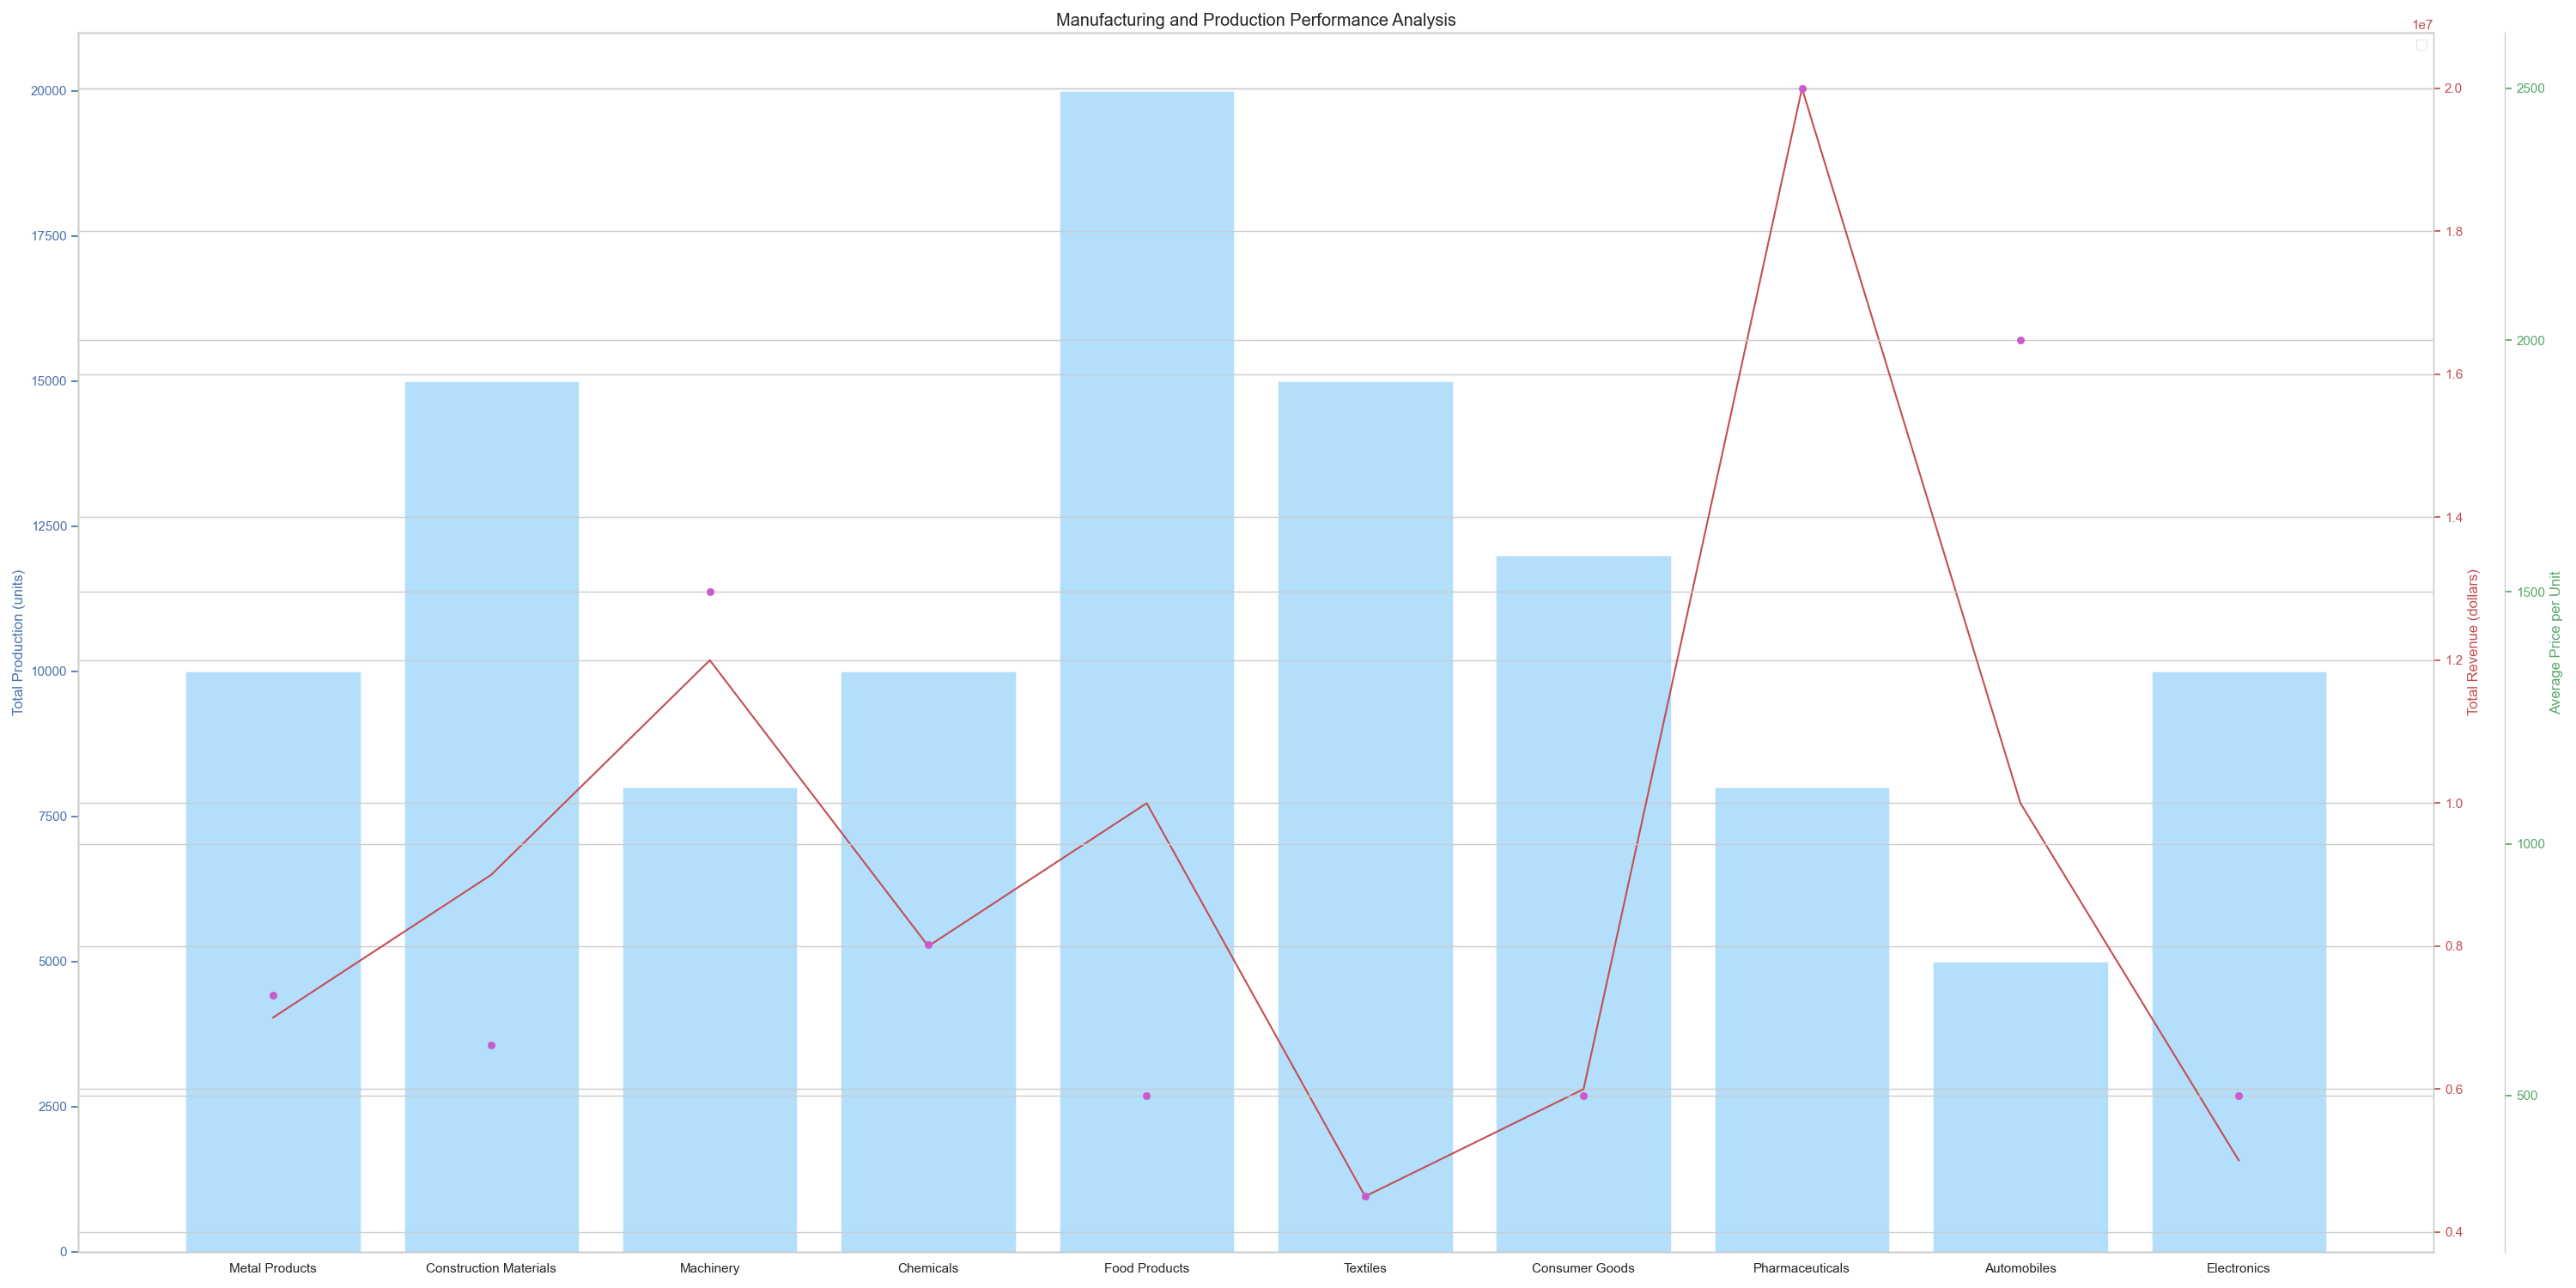 Manufacturing and Production Performance Analysis
1e7
Total Production (units)
20000
17500
15000
12500
10000
7500
5000
2500
0
2.0
1.8
1.6
1.4
1.2
1.0
0.8
0.6
0.4
Total Revenue (dollars)
2500
2000
1500
1000
500
Average Price per Unit
Metal Products
Construction Materials
Machinery
Chemicals
Food Products
Textiles
Consumer Goods
Pharmaceuticals
Automobiles
Electronics